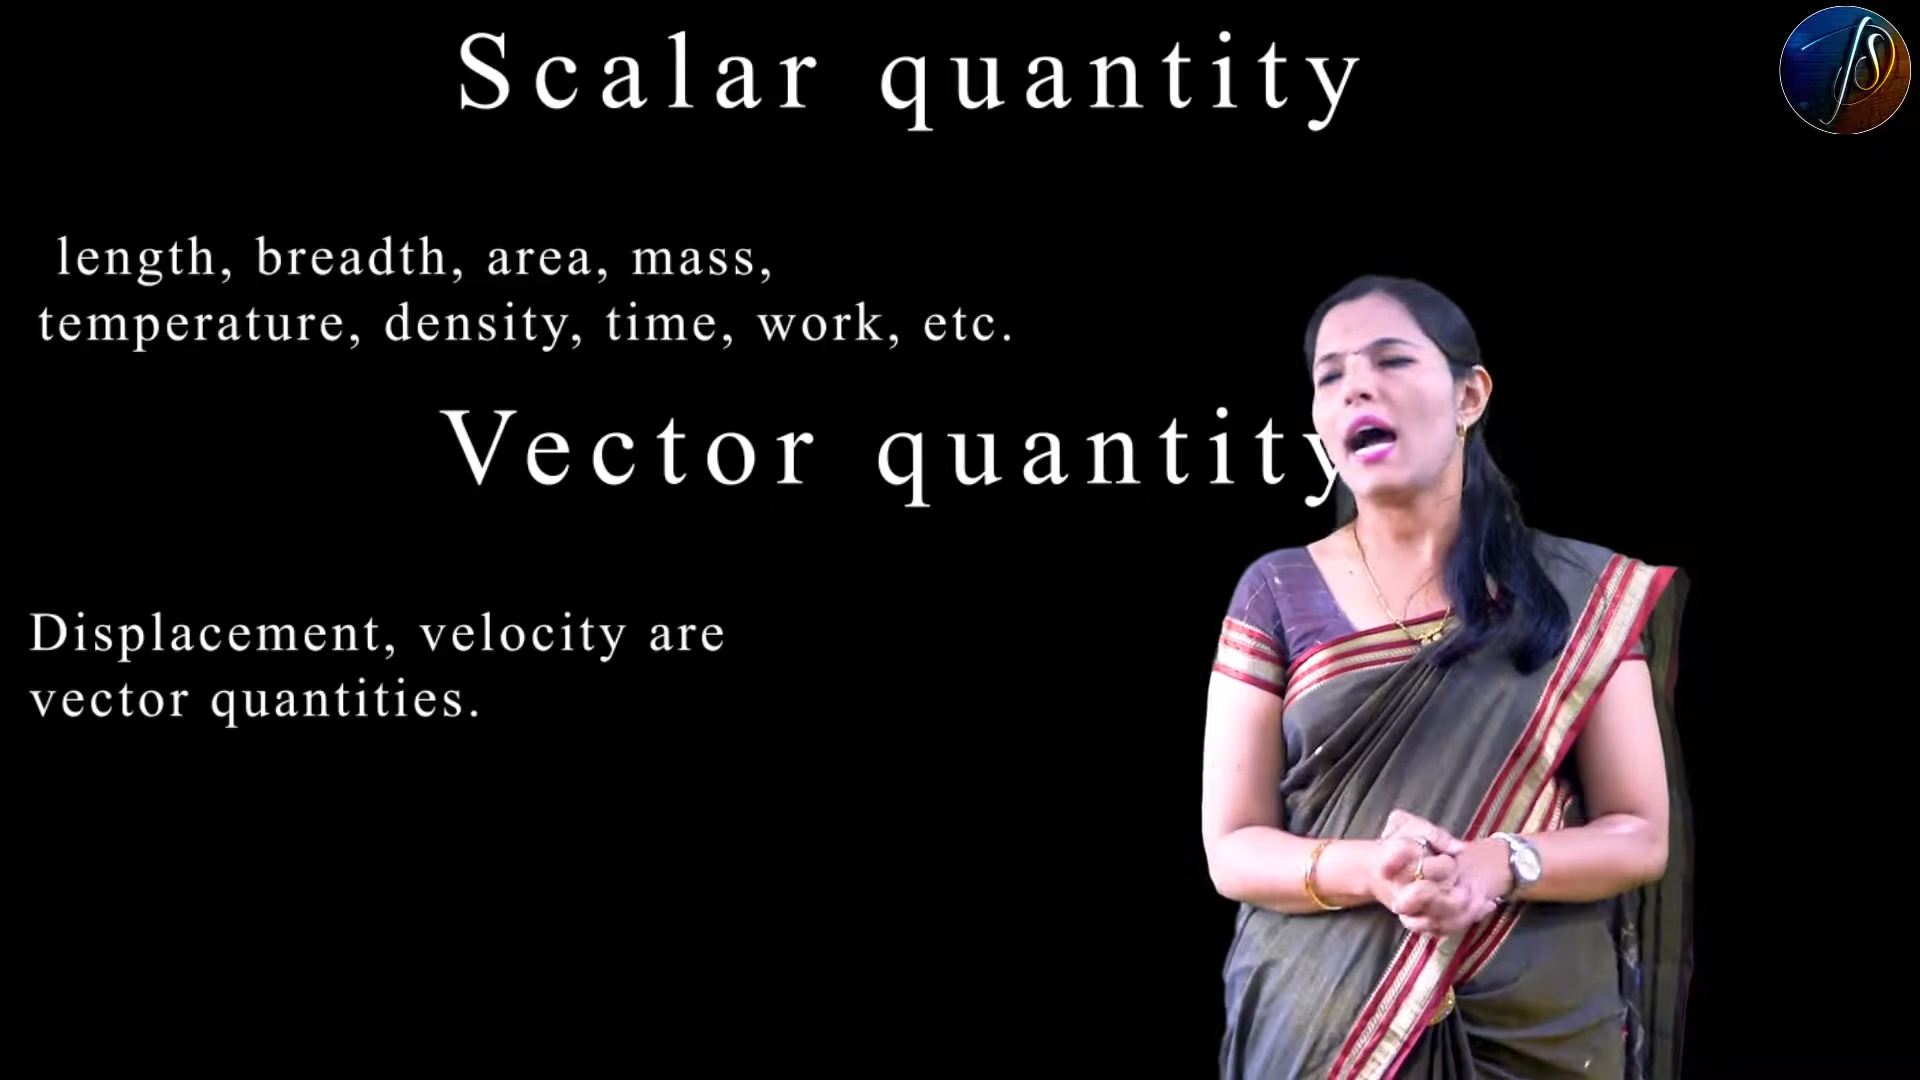 Scalar quantity
length, breadth, area, mass,
temperature, density, time, work, etc.
Vector quantity
Displacement, velocity are
vector quantities.